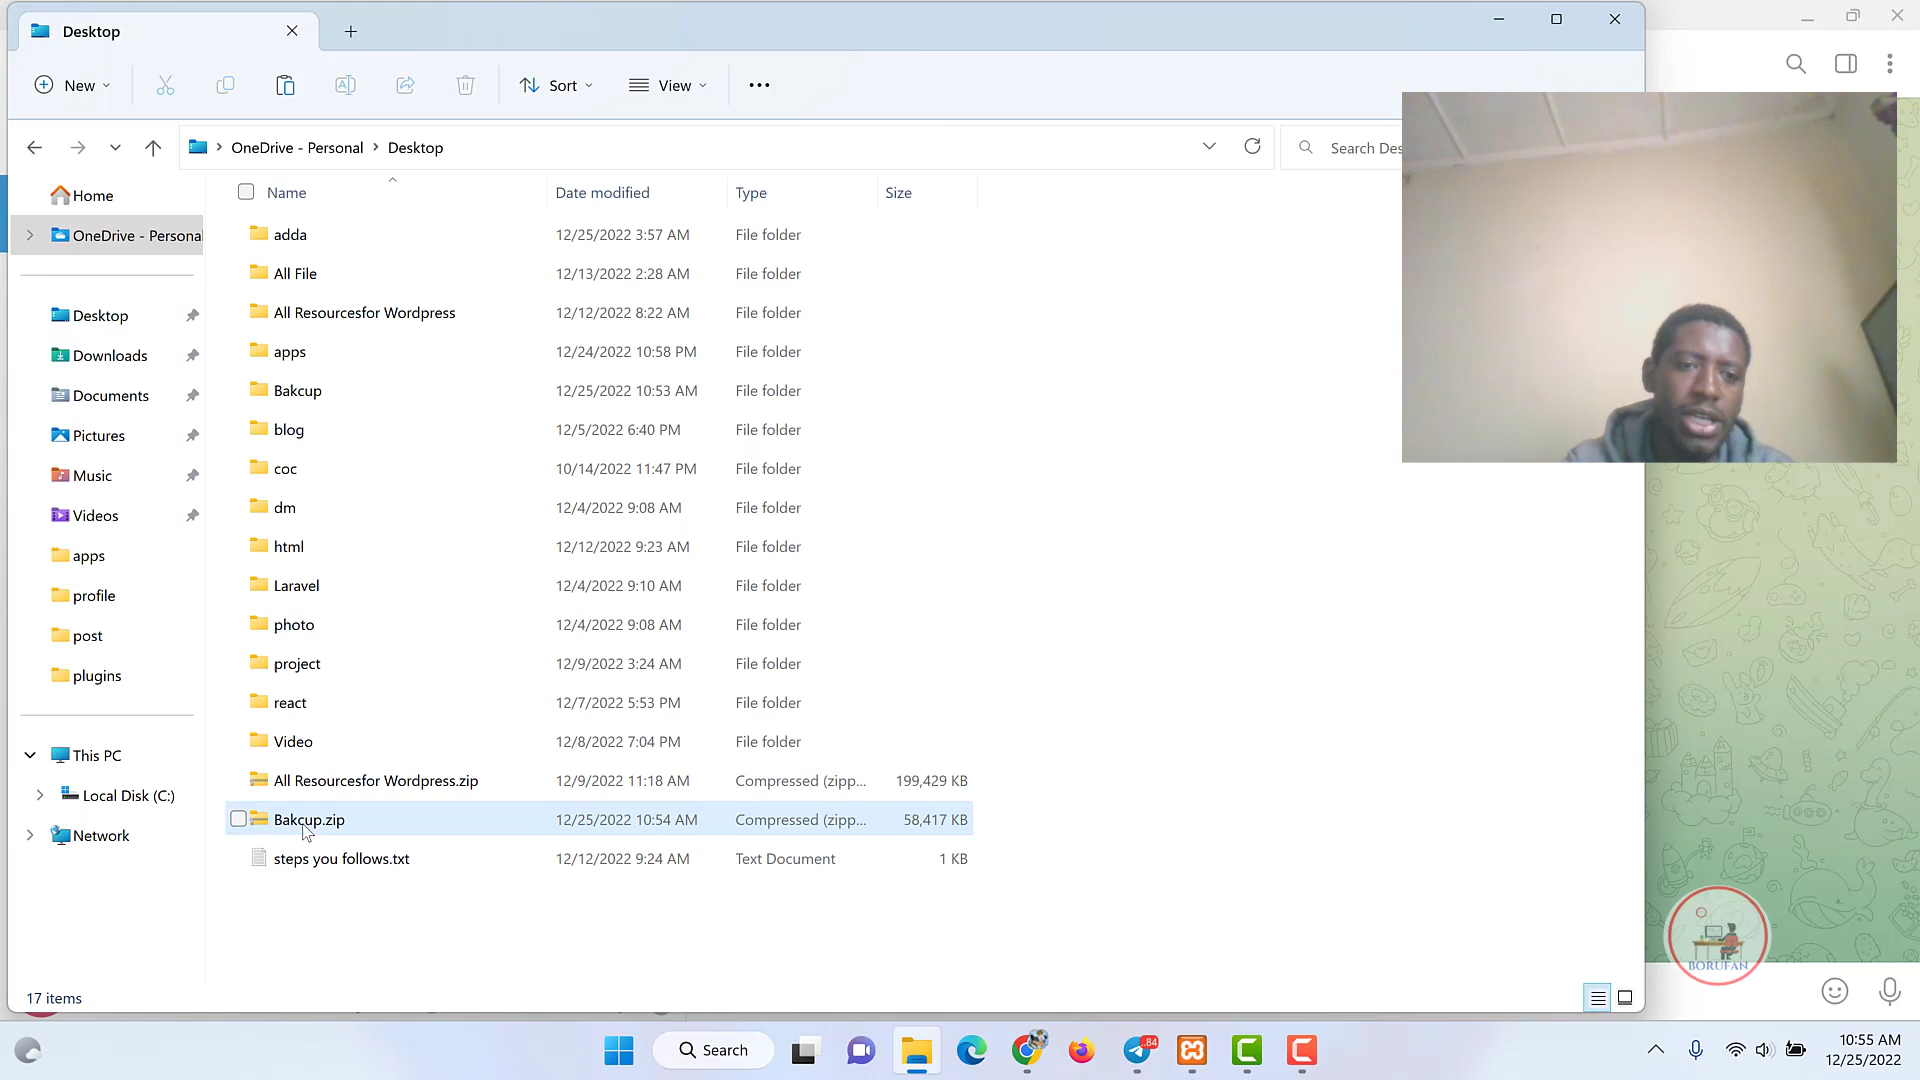 Desktop
New
Sort
View
OneDrive - Personal
Desktop
Search Des
Home
OneDrive - Persona
Desktop
Downloads
Documents
Pictures
Music
Videos
apps
profile
post
plugins
This PC
Local Disk (C:)
Network
Name Date modified Type Size
adda 12/25/2022 3:57 AM File folder
All File 12/13/2022 2:28 AM File folder
All Resourcesfor Wordpress 12/12/2022 8:22 AM File folder
apps 12/24/2022 10:58 PM File folder
Bakcup 12/25/2022 10:53 AM File folder
blog 12/5/2022 6:40 PM File folder
coc 10/14/2022 11:47 PM File folder
dm 12/4/2022 9:08 AM File folder
html 12/12/2022 9:23 AM File folder
Laravel 12/4/2022 9:10 AM File folder
photo 12/4/2022 9:08 AM File folder
project 12/9/2022 3:24 AM File folder
react 12/7/2022 5:53 PM File folder
Video 12/8/2022 7:04 PM File folder
All Resourcesfor Wordpress.zip 12/9/2022 11:18 AM Compressed (zipp... 199,429 KB
Bakcup.zip 12/25/2022 10:54 AM Compressed (zipp... 58,417 KB
steps you follows.txt 12/12/2022 9:24 AM Text Document 1 KB
17 items
BORUFAN
Search
84
10:55 AM
12/25/2022